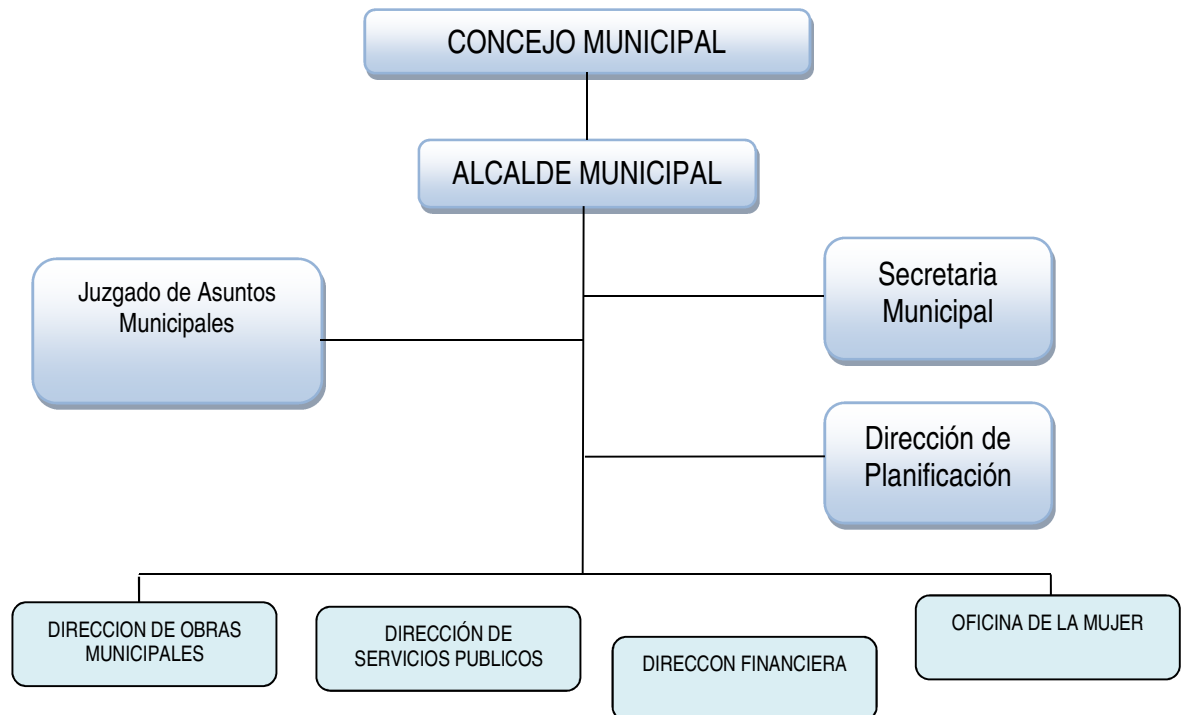 CONCEJO MUNICIPAL
ALCALDE MUNICIPAL
Juzgado de Asuntos
Municipales
Secretaria
Municipal
Dirección de
Planificación
DIRECCION DE OBRAS
MUNICIPALES
DIRECCIÓN DE
SERVICIOS PUBLICOS
DIRECCON FINANCIERA
OFICINA DE LA MUJER